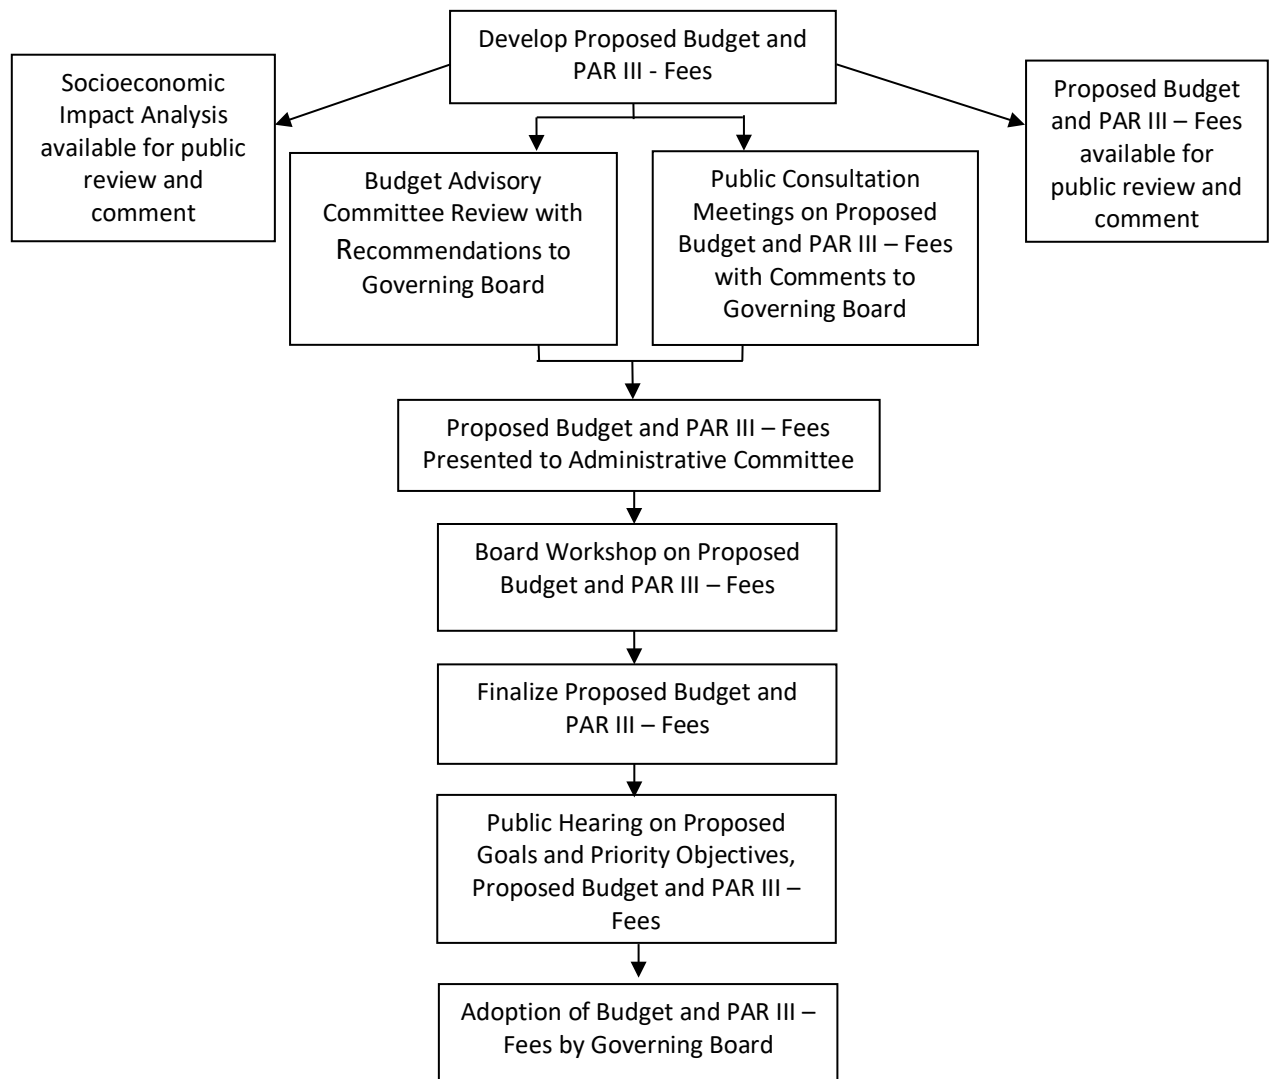 Develop Proposed Budget and
PAR III - Fees
Socioeconomic
Impact Analysis
available for public
review and
comment
Proposed Budget
and PAR III – Fees
available for
public review and
comment
Budget Advisory
Committee Review with
Recommendations to
Governing Board
Public Consultation
Meetings on Proposed
Budget and PAR III – Fees
with Comments to
Governing Board
Proposed Budget and PAR III – Fees
Presented to Administrative Committee
Board Workshop on Proposed
Budget and PAR III – Fees
Finalize Proposed Budget and
PAR III – Fees
Public Hearing on Proposed
Goals and Priority Objectives,
Proposed Budget and PAR III –
Fees
Adoption of Budget and PAR III –
Fees by Governing Board